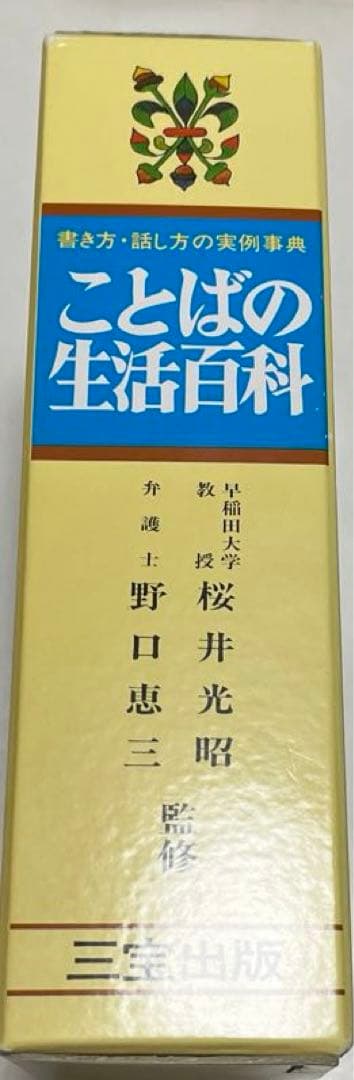 書き方・話し方の実例事典
ことばの
生活百科
早稲田大学
教授 桜井光昭
弁護士 野口恵三
監修
三宝出版